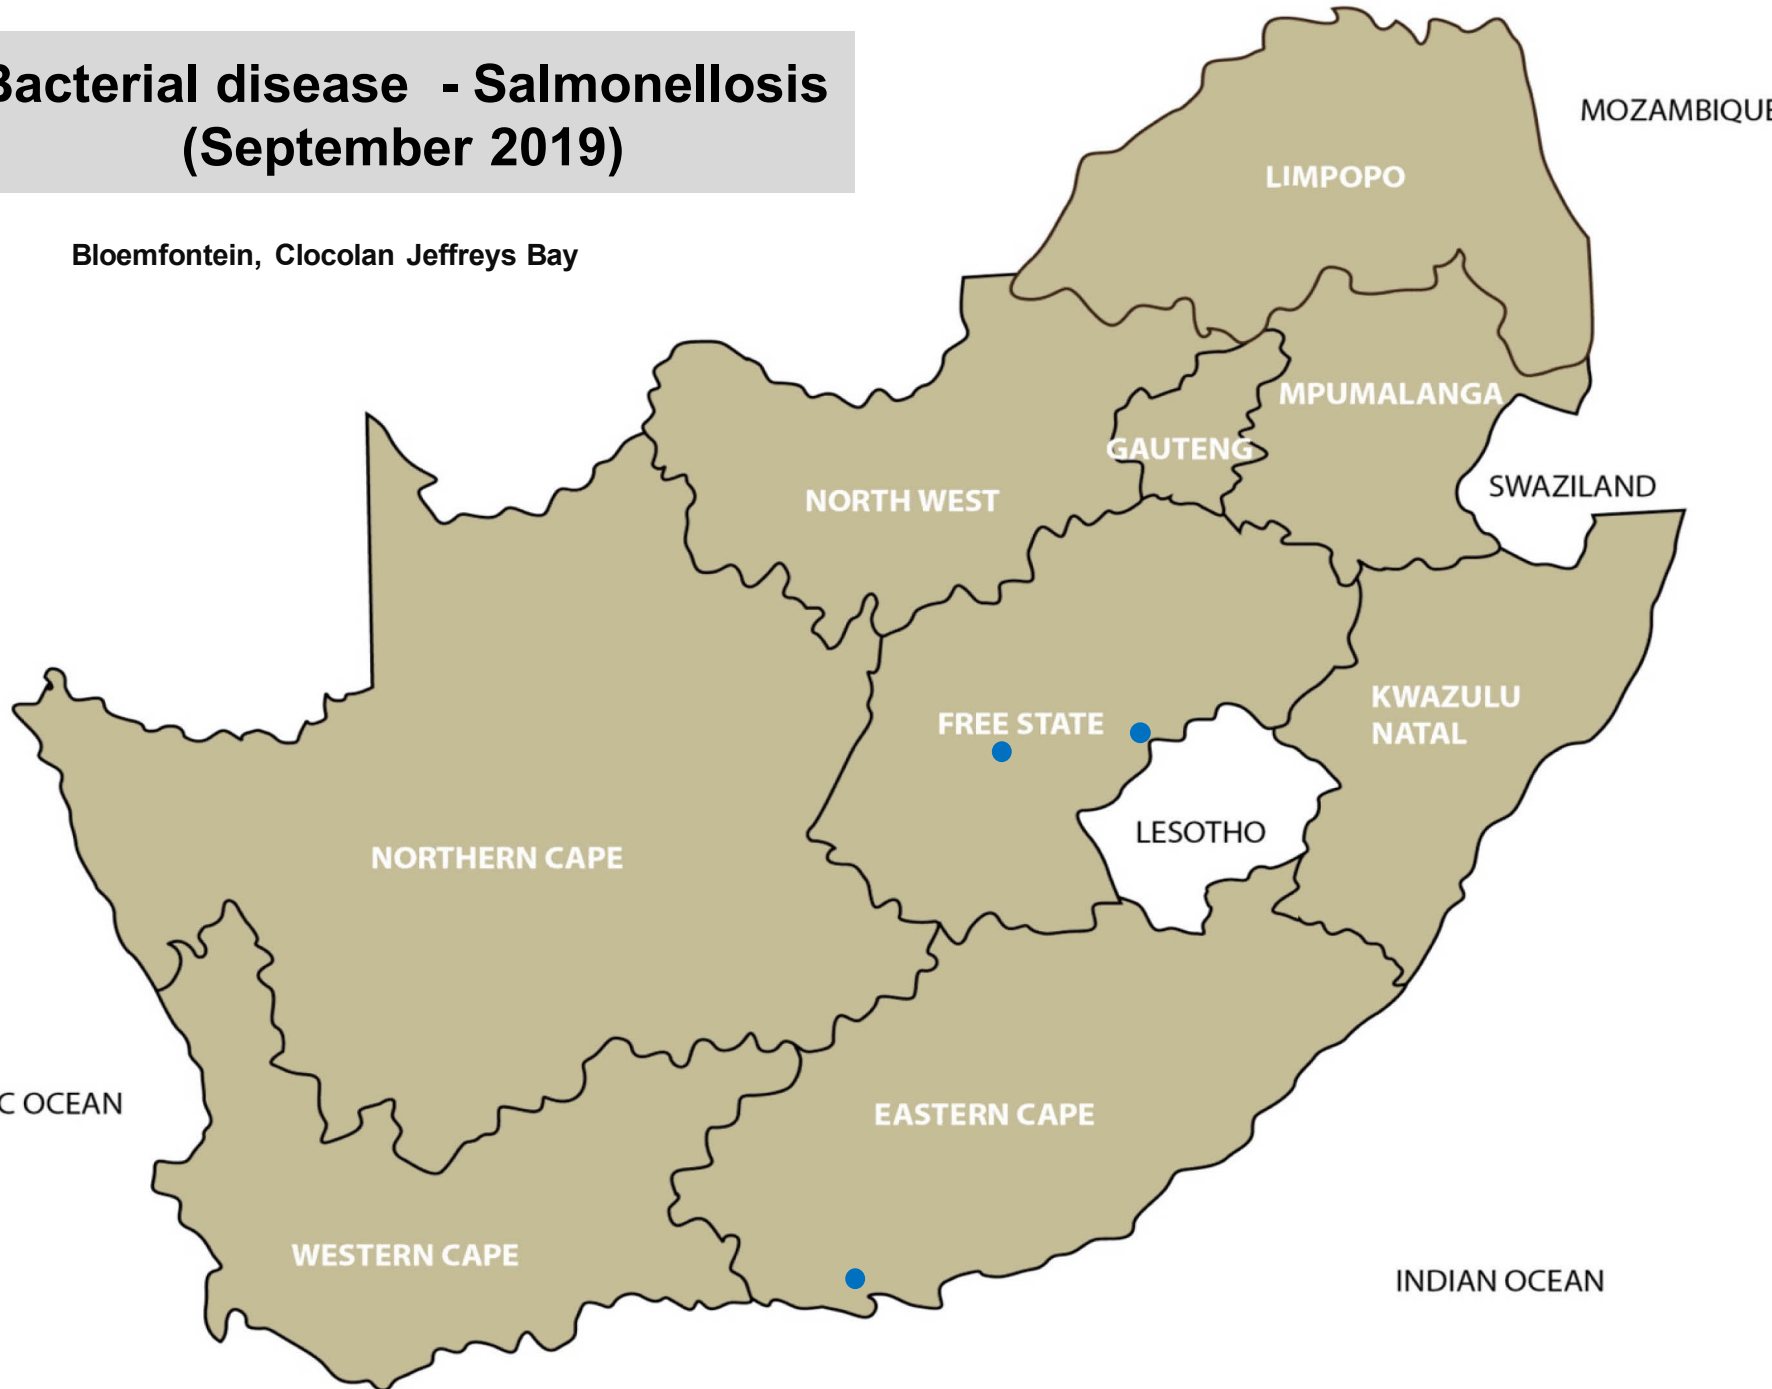 Bacterial disease - Salmonellosis
(September 2019)
Bloemfontein, Clocolan Jeffreys Bay
MOZAMBIQUE
LIMPOPO
MPUMALANGA
GAUTENG
SWAZILAND
NORTH WEST
KWAZULU
NATAL
FREE STATE
LESOTHO
NORTHERN CAPE
C OCEAN
EASTERN CAPE
WESTERN CAPE
INDIAN OCEAN